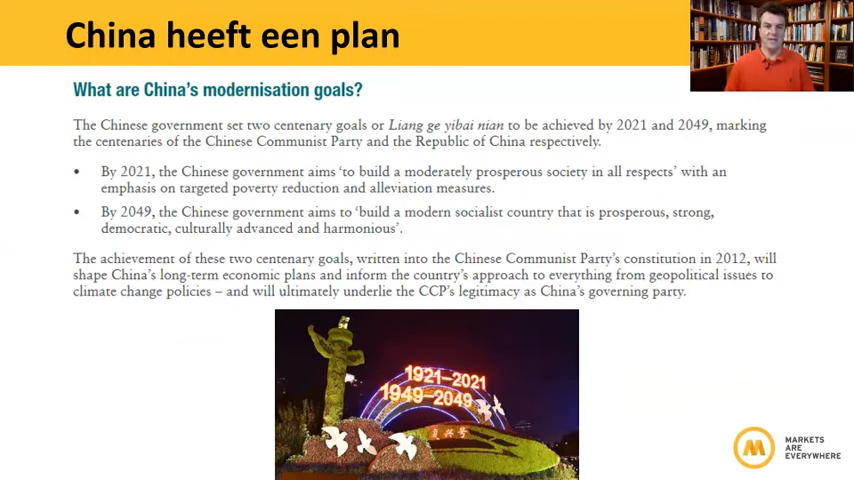 China heeft een plan
What are China's modernisation goals?
The Chinese government set two centenary goals or Liang ge yibai nian to be achieved by 2021 and 2049, marking
the centenaries of the Chinese Communist Party and the Republic of China respectively.
• By 2021, the Chinese government aims 'to build a moderately prosperous society in all respects' with an
emphasis on targeted poverty reduction and alleviation measures.
• By 2049, the Chinese government aims to 'build a modern socialist country that is prosperous, strong,
democratic, culturally advanced and harmonious'.
The achievement of these two centenary goals, written into the Chinese Communist Party's constitution in 2012, will
shape China's long-term economic plans and inform the country's approach to everything from geopolitical issues to
climate change policies – and will ultimately underlie the CCP's legitimacy as China's governing party.
1921-2021
1949-2049
复兴号
M
MARKETS
ARE
EVERYWHERE